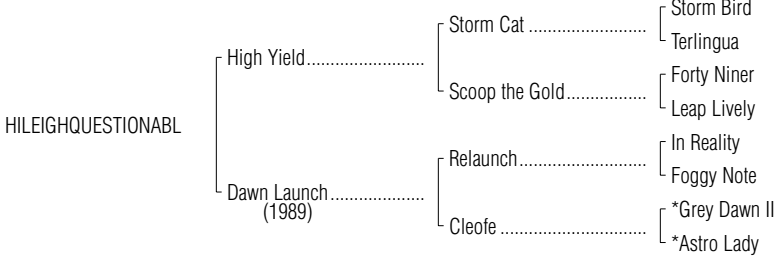 Storm Bird
Storm Cat ........................
Terlingua
High Yield........................
Forty Niner
Scoop the Gold................
Leap Lively
HILEIGHQUESTIONABL
In Reality
Relaunch..........................
Foggy Note
Dawn Launch...................
(1989)
*Grey Dawn II
Cleofe ..............................
*Astro Lady